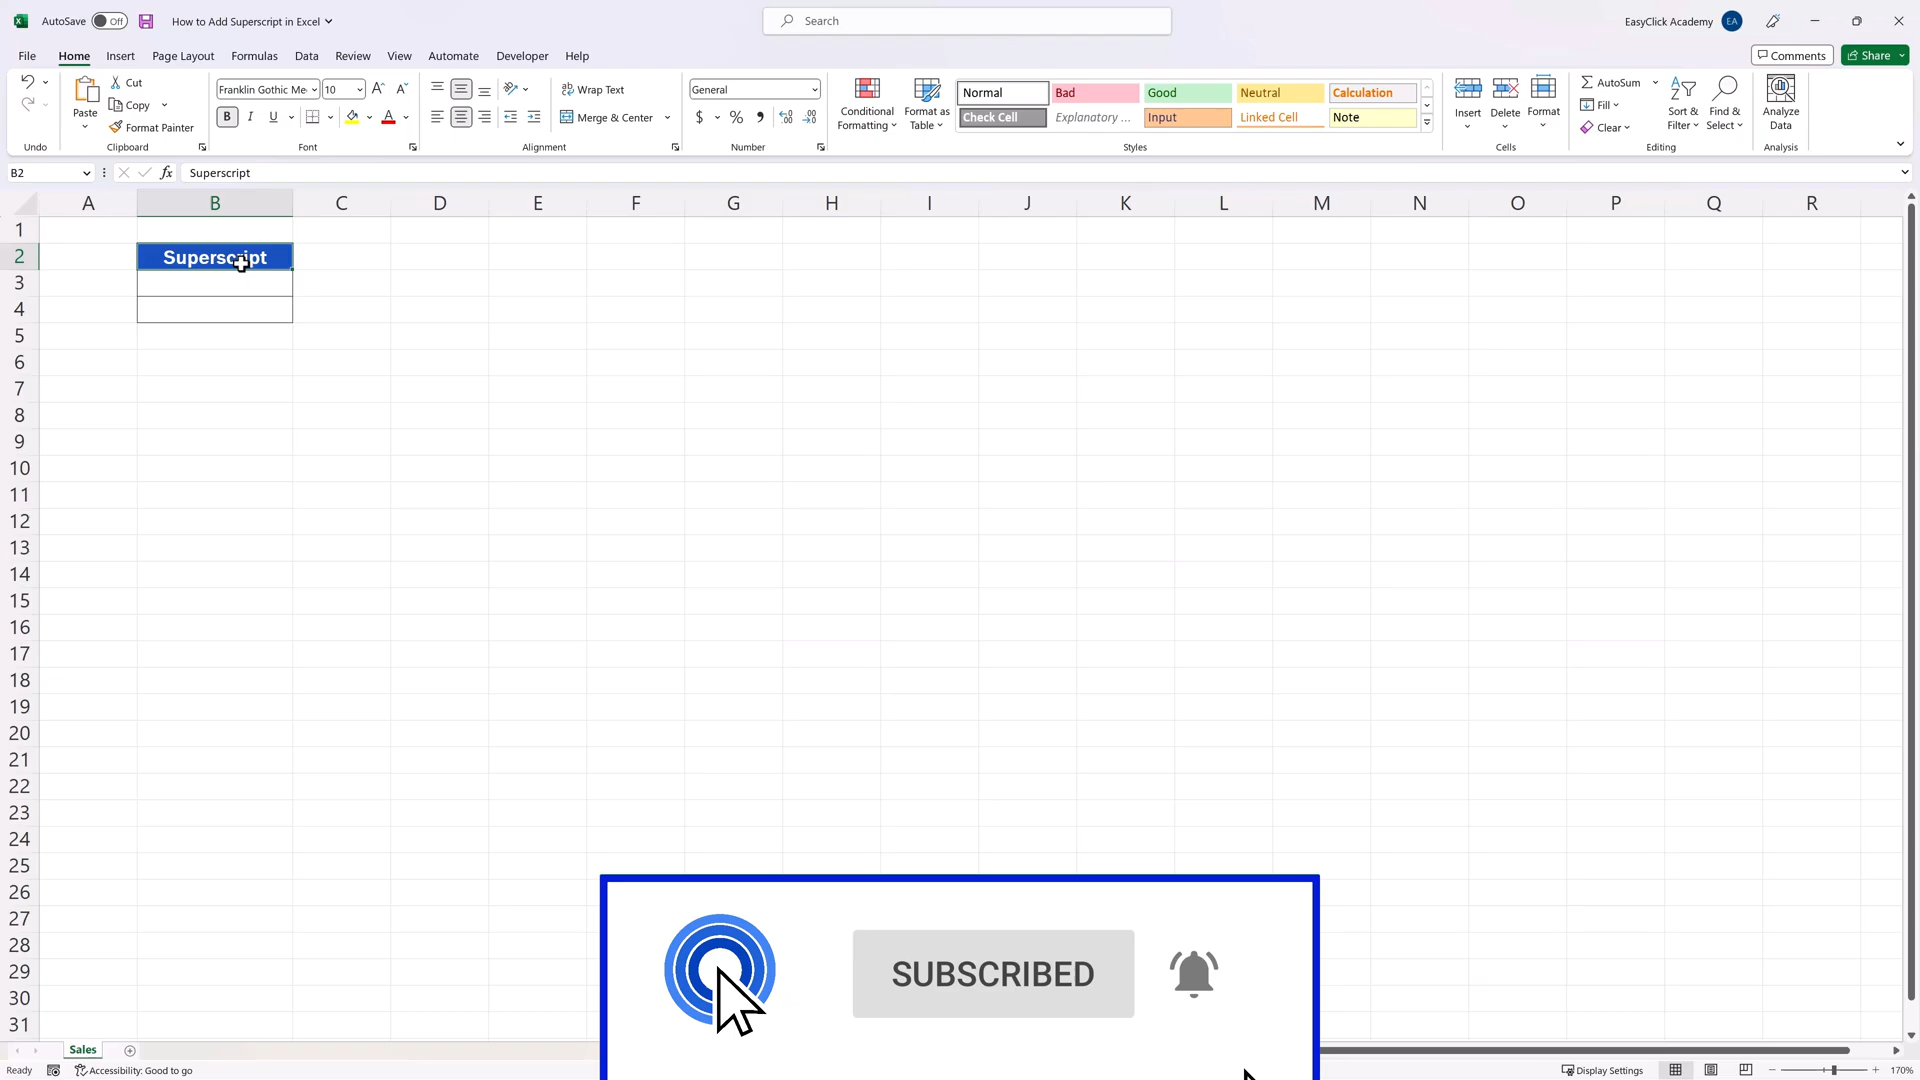 AutoSave Off How to Add Superscript in Excel Search EasyClick Academy EA
File Home Insert Page Layout Formulas Data Review View Automate Developer Help Comments Share
Paste Cut Copy Format Painter
Franklin Gothic Me 10
B I U
Wrap Text
Merge & Center
General
$ %
Conditional Formatting
Format as Table
Normal Bad Good Neutral Calculation
Check Cell Explanatory ... Input Linked Cell Note
Insert Delete Format
AutoSum
Fill
Clear
Sort & Filter
Find & Select
Analyze Data
Undo Clipboard Font Alignment Number Styles Cells Editing Analysis
B2 fx Superscript
A B C D E F G H I J K L M N O P Q R
1
2 Superscript
3
4
5
6
7
8
9
10
11
12
13
14
15
16
17
18
19
20
21
22
23
24
25
26
27
28
29
30
31
SUBSCRIBED
Sales
Ready Accessibility: Good to go Display Settings 170%